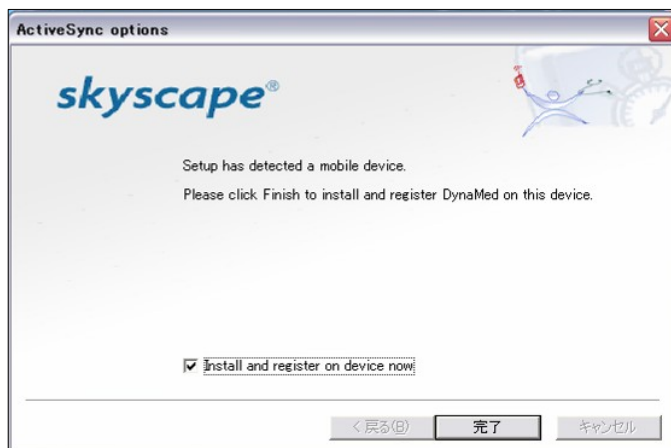 ActiveSync options
skyscape®
Setup has detected a mobile device.
Please click Finish to install and register DynaMed on this device.
Install and register on device now
< 戻る(B) 完了 キャンセル